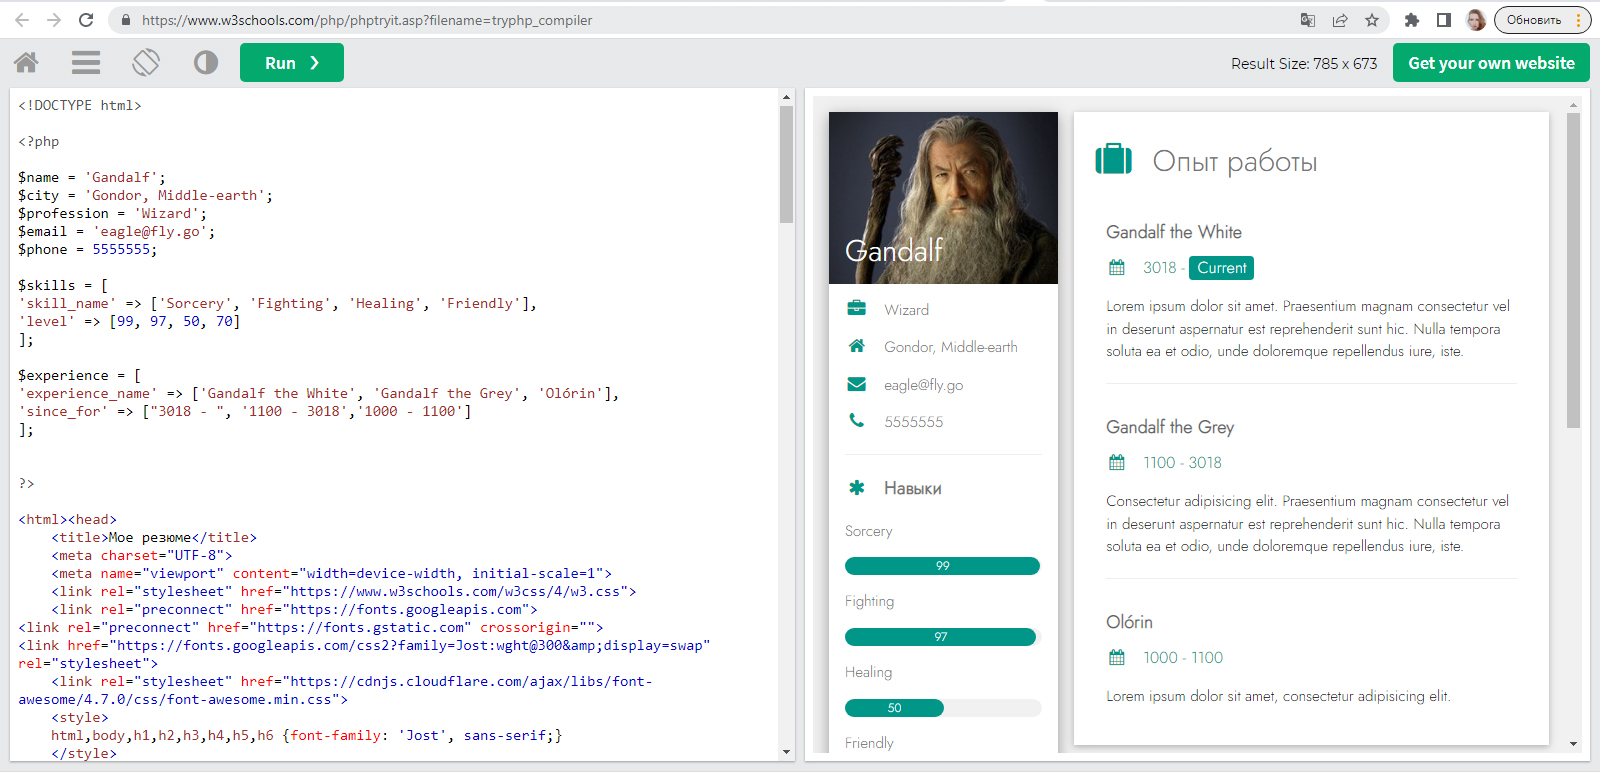 https://www.w3schools.com/php/phptryit.asp?filename=tryphp_compiler
Обновить
Run ❯
Result Size: 785 x 673
Get your own website
<!DOCTYPE html>
<?php
$name = 'Gandalf';
$city = 'Gondor, Middle-earth';
$profession = 'Wizard';
$email = 'eagle@fly.go';
$phone = 5555555;
$skills = [
'skill_name' => ['Sorcery', 'Fighting', 'Healing', 'Friendly'],
'level' => [99, 97, 50, 70]
];
$experience = [
'experience_name' => ['Gandalf the White', 'Gandalf the Grey', 'Olórin'],
'since_for' => ["3018 - ", '1100 - 3018','1000 - 1100']
];
?>
<html><head>
<title>Мое резюме</title>
<meta charset="UTF-8">
<meta name="viewport" content="width=device-width, initial-scale=1">
<link rel="stylesheet" href="https://www.w3schools.com/w3css/4/w3.css">
<link rel="preconnect" href="https://fonts.googleapis.com">
<link rel="preconnect" href="https://fonts.gstatic.com" crossorigin="">
<link href="https://fonts.googleapis.com/css2?family=Jost:wght@300&amp;display=swap"
rel="stylesheet">
<link rel="stylesheet" href="https://cdnjs.cloudflare.com/ajax/libs/font-
awesome/4.7.0/css/font-awesome.min.css">
<style>
html,body,h1,h2,h3,h4,h5,h6 {font-family: 'Jost', sans-serif;}
</style>
Gandalf
Wizard
Gondor, Middle-earth
eagle@fly.go
5555555
Навыки
Sorcery
99
Fighting
97
Healing
50
Friendly
Опыт работы
Gandalf the White
3018 - Current
Lorem ipsum dolor sit amet. Praesentium magnam consectetur vel
in deserunt aspernatur est reprehenderit sunt hic. Nulla tempora
soluta ea et odio, unde doloremque repellendus iure, iste.
Gandalf the Grey
1100 - 3018
Consectetur adipisicing elit. Praesentium magnam consectetur vel
in deserunt aspernatur est reprehenderit sunt hic. Nulla tempora
soluta ea et odio, unde doloremque repellendus iure, iste.
Olórin
1000 - 1100
Lorem ipsum dolor sit amet, consectetur adipisicing elit.